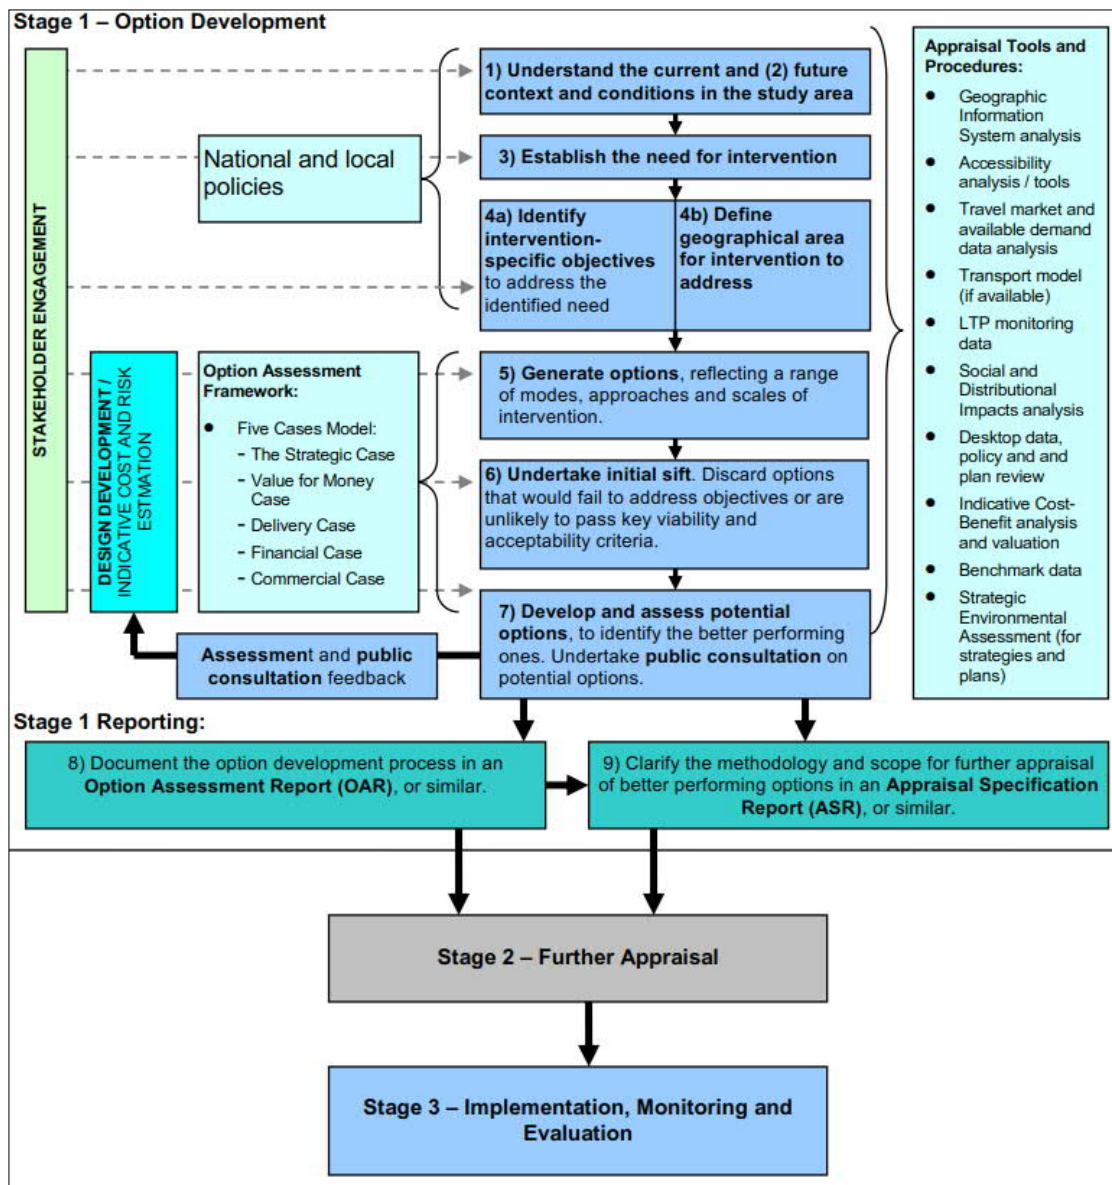 Stage 1 – Option Development
STAKEHOLDER ENGAGEMENT
National and local
policies
1) Understand the current and (2) future
context and conditions in the study area
3) Establish the need for intervention
4a) Identify
intervention-
specific objectives
to address the
identified need
4b) Define
geographical area
for intervention to
address
DESIGN DEVELOPMENT /
INDICATIVE COST AND RISK
ESTMATION
Option Assessment
Framework:
● Five Cases Model:
- The Strategic Case
- Value for Money
Case
- Delivery Case
- Financial Case
- Commercial Case
5) Generate options, reflecting a range
of modes, approaches and scales of
intervention.
6) Undertake initial sift. Discard options
that would fail to address objectives or are
unlikely to pass key viability and
acceptability criteria.
7) Develop and assess potential
options, to identify the better performing
ones. Undertake public consultation on
potential options.
Assessment and public
consultation feedback
Appraisal Tools and
Procedures:
● Geographic
Information
System analysis
● Accessibility
analysis / tools
● Travel market and
available demand
data analysis
● Transport model
(if available)
● LTP monitoring
data
● Social and
Distributional
Impacts analysis
● Desktop data,
policy and and
plan review
● Indicative Cost-
Benefit analysis
and valuation
● Benchmark data
● Strategic
Environmental
Assessment (for
strategies and
plans)
Stage 1 Reporting:
8) Document the option development process in an
Option Assessment Report (OAR), or similar.
9) Clarify the methodology and scope for further appraisal
of better performing options in an Appraisal Specification
Report (ASR), or similar.
Stage 2 – Further Appraisal
Stage 3 – Implementation, Monitoring and
Evaluation